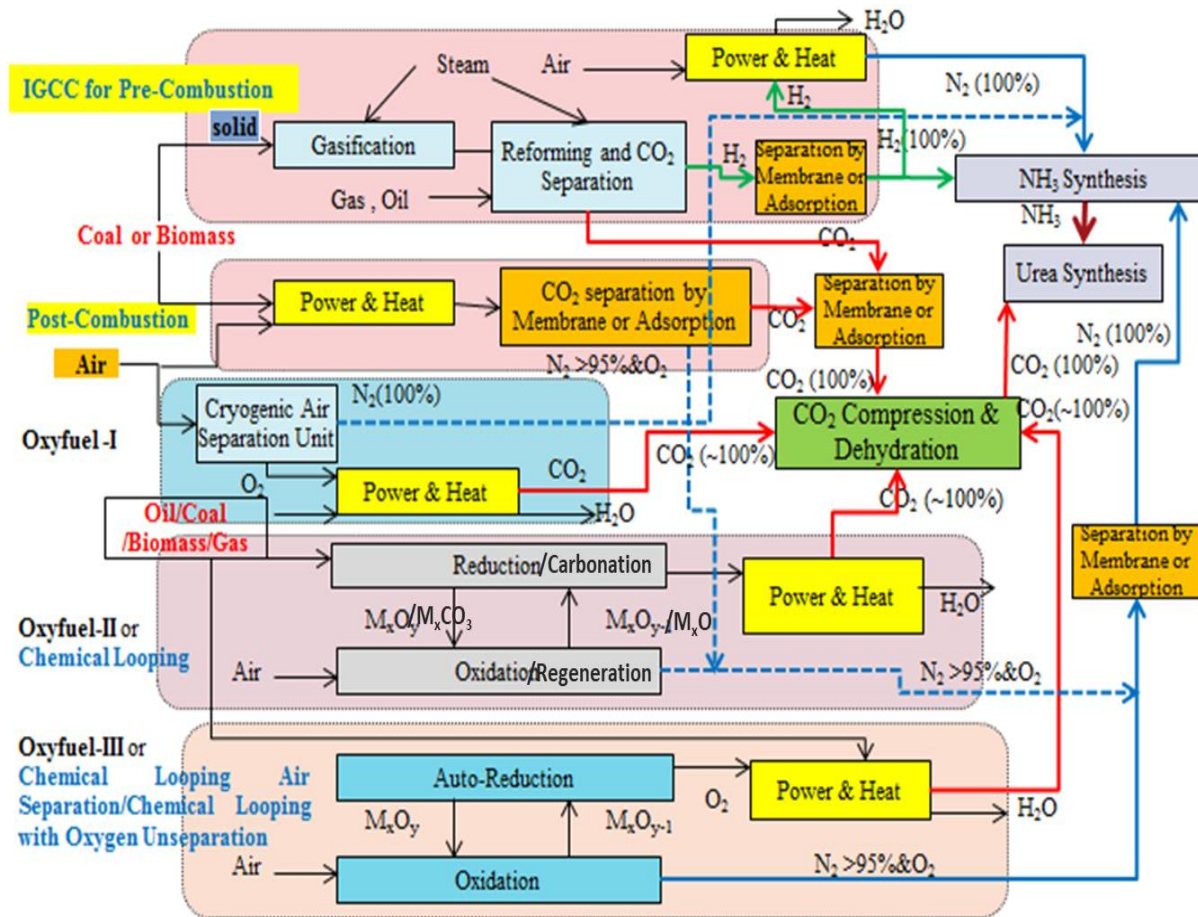 H₂O
Steam
Air
Power & Heat
IGCC for Pre-Combustion
N₂ (100%)
H₂
solid
Gasification
Reforming and CO₂
Separation
H₂
Separation by
Membrane or
Adsorption
H₂(100%)
NH₃ Synthesis
Gas , Oil
NH₃
Coal or Biomass
CO₂
Urea Synthesis
Power & Heat
CO₂ separation by
Membrane or Adsorption
Separation by
Membrane or
Adsorption
Post-Combustion
CO₂
N₂ (100%)
Air
N₂ >95%&O₂
CO₂ (100%)
CO₂ (100%)
Cryogenic Air
Separation Unit
N₂(100%)
CO₂ Compression &
Dehydration
CO₂(~100%)
Oxyfuel -I
CO₂ (~100%)
O₂
Power & Heat
CO₂
CO₂ (~100%)
H₂O
Oil/Coal
/Biomass/Gas
Separation by
Membrane or
Adsorption
Reduction/Carbonation
Power & Heat
H₂O
MₓOᵧ/MₓCO₃
MₓOᵧ₋₁/MₓO
Oxyfuel-II or
Chemical Looping
Air
Oxidation/Regeneration
N₂ >95%&O₂
Oxyfuel-III or
Chemical Looping Air
Separation/Chemical Looping
with Oxygen Unseparation
Auto-Reduction
O₂
Power & Heat
H₂O
MₓOᵧ
MₓOᵧ₋₁
Air
Oxidation
N₂ >95%&O₂